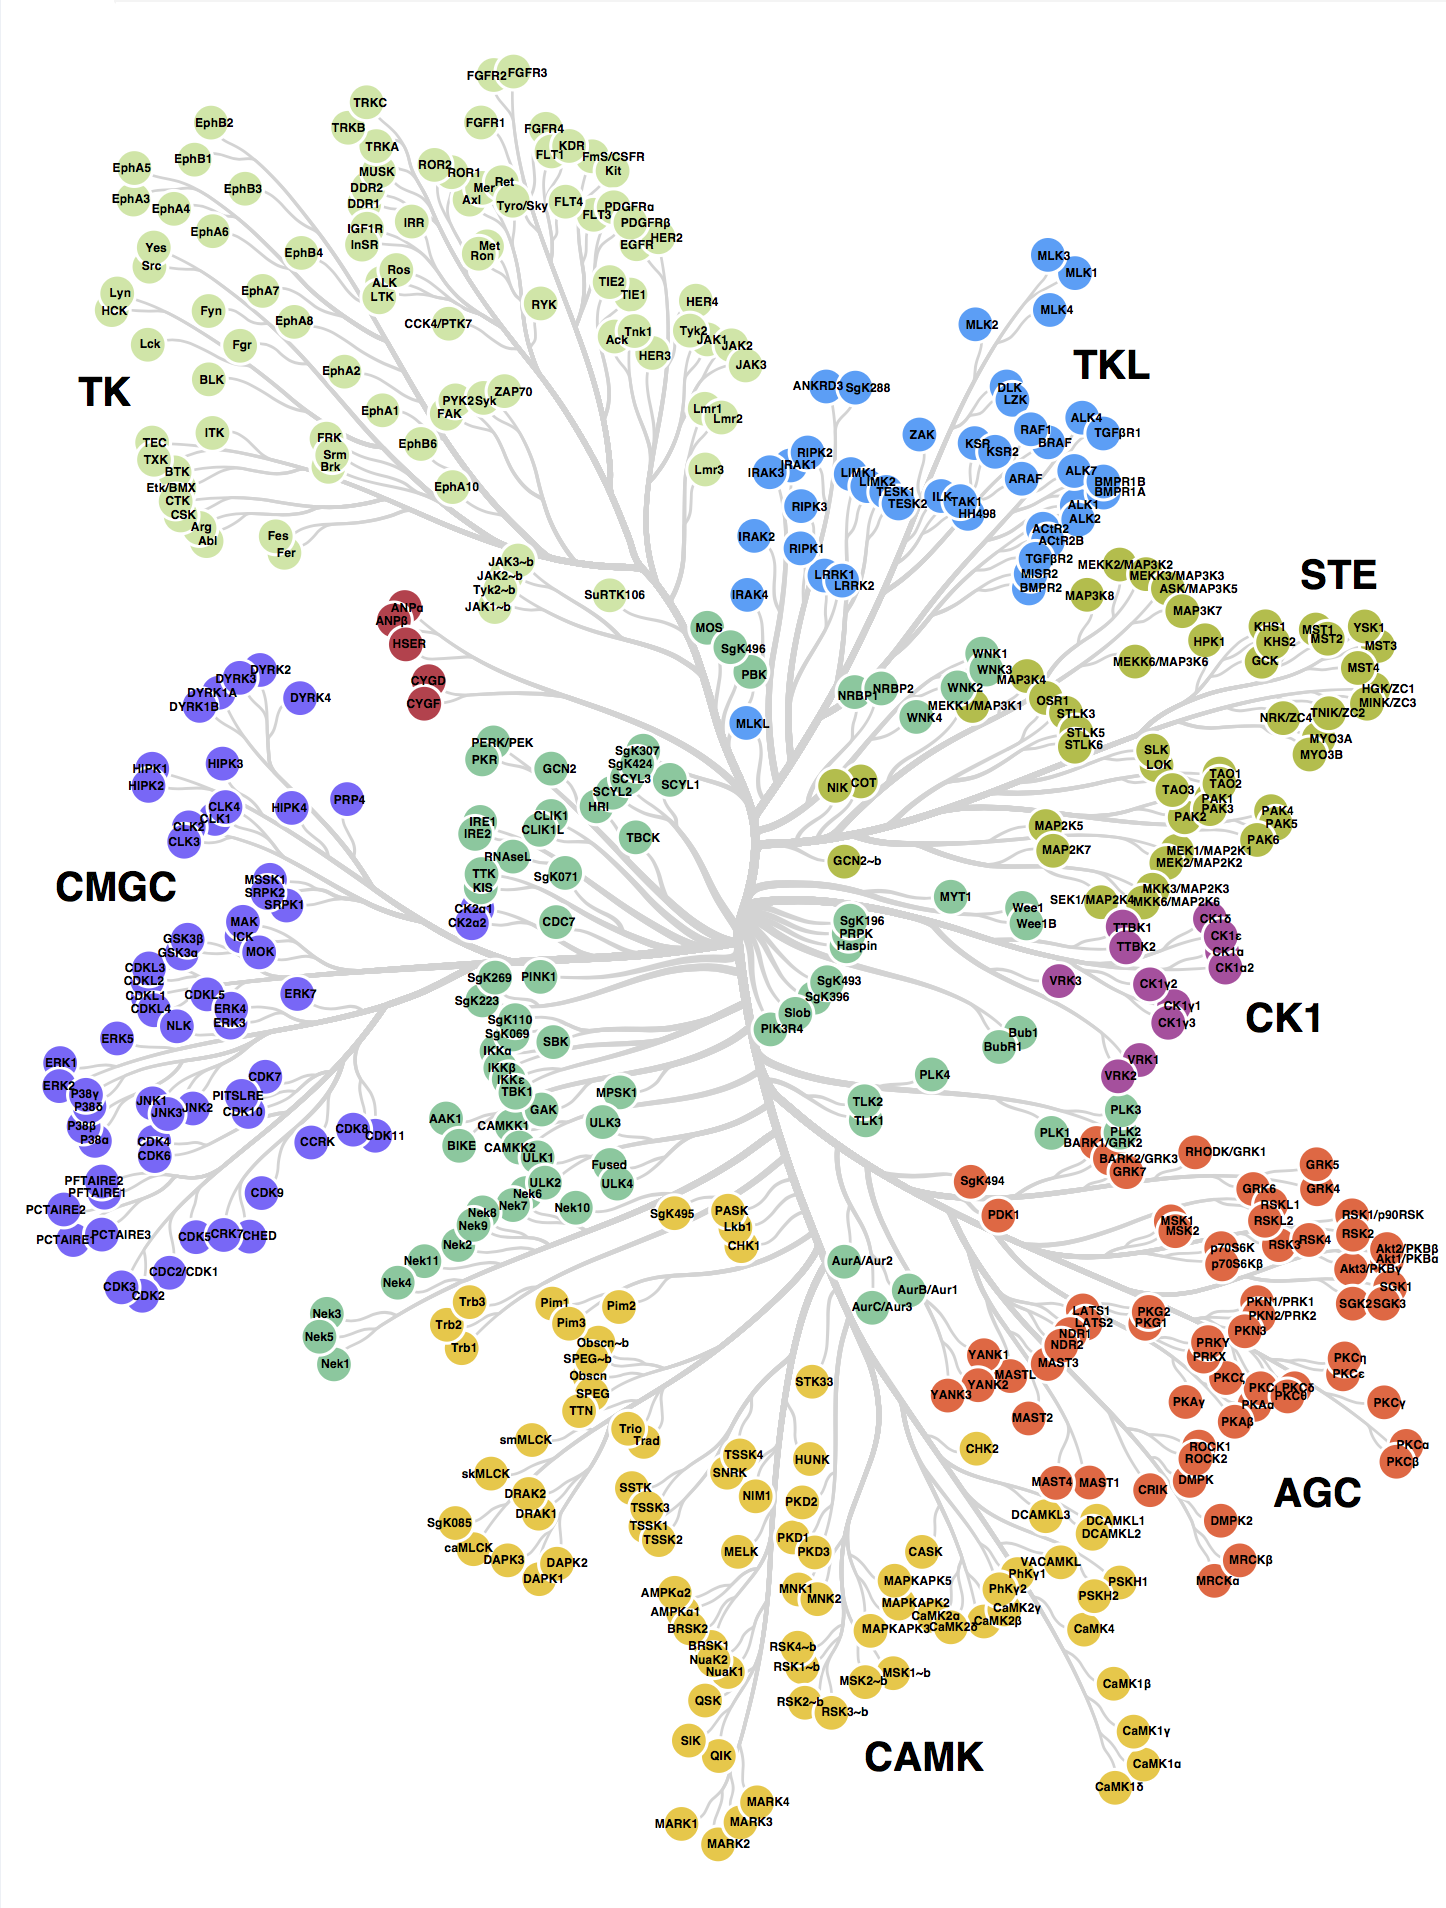 FGFR2
FGFR3
TRKC
TRKB
TRKA
FGFR1
FGFR4
FLT1
KDR
FmS/CSFR
Kit
EphB2
EphB1
EphA5
EphB3
EphA3
EphA4
EphA6
EphB4
MUSK
DDR2
DDR1
ROR2
ROR1
Ret
Mer
Axl
Tyro/Sky
FLT4
FLT3
PDGFRα
PDGFRβ
HER2
EGFR
IGF1R
InSR
IRR
Met
Ron
Yes
Src
Ros
ALK
LTK
TIE2
TIE1
Lyn
HCK
EphA7
Fyn
EphA8
CCK4/PTK7
RYK
HER4
Lck
Fgr
Ack
Tnk1
HER3
Tyk2
JAK1
JAK2
JAK3
TK
BLK
EphA2
EphA1
PYK2
Syk
ZAP70
FAK
Lmr1
Lmr2
Lmr3
TEC
ITK
TXK
BTK
Etk/BMX
CTK
CSK
Arg
Abl
FRK
Srm
Brk
EphB6
EphA10
Fes
Fer
JAK3~b
JAK2~b
Tyk2~b
JAK1~b
SuRTK106
MLK3
MLK1
MLK4
MLK2
TKL
ANKRD3
SgK288
DLK
LZK
ALK4
TGFβR1
ZAK
KSR
KSR2
RAF1
BRAF
ARAF
ALK7
BMPR1B
BMPR1A
RIPK2
IRAK1
IRAK3
LIMK1
LIMK2
TESK1
TESK2
ILK
TAK1
HH498
ALK1
ALK2
RIPK3
IRAK2
RIPK1
ACtR2
ACtR2B
TGFβR2
MISR2
BMPR2
LRRK1
LRRK2
IRAK4
MLKL
STE
MEKK2/MAP3K2
MEKK3/MAP3K3
ASK/MAP3K5
MAP3K8
MAP3K7
HPK1
KHS1
KHS2
GCK
MST1
MST2
YSK1
MST3
MST4
HGK/ZC1
MINK/ZC3
TNIK/ZC2
NRK/ZC4
MYO3A
MYO3B
MEKK6/MAP3K6
MAP3K4
MEKK1/MAP3K1
OSR1
STLK3
STLK5
STLK6
SLK
LOK
TAO1
TAO2
TAO3
PAK1
PAK3
PAK2
PAK4
PAK5
PAK6
NIK
COT
MAP2K5
MAP2K7
GCN2~b
MEK1/MAP2K1
MEK2/MAP2K2
MKK3/MAP2K3
SEK1/MAP2K4
MKK6/MAP2K6
ANPα
ANPβ
HSER
CYGD
CYGF
MOS
SgK496
PBK
WNK1
WNK3
WNK2
WNK4
NRBP1
NRBP2
DYRK2
DYRK3
DYRK1A
DYRK1B
DYRK4
HIPK1
HIPK2
HIPK3
HIPK4
PRP4
CLK4
CLK1
CLK2
CLK3
CMGC
MSSK1
SRPK2
SRPK1
MAK
ICK
MOK
GSK3β
GSK3α
CDKL3
CDKL2
CDKL1
CDKL4
CDKL5
ERK7
ERK4
ERK3
NLK
ERK5
ERK1
ERK2
P38γ
P38δ
P38β
P38α
JNK1
JNK3
JNK2
PITSLRE
CDK7
CDK10
CDK4
CDK6
CCRK
CDK8
CDK11
PFTAIRE2
PFTAIRE1
PCTAIRE2
PCTAIRE1
PCTAIRE3
CDK9
CDK5
CRK7
CHED
CDC2/CDK1
CDK3
CDK2
PERK/PEK
PKR
GCN2
SgK307
SgK424
SCYL3
SCYL2
SCYL1
HRI
IRE1
IRE2
CLIK1
CLIK1L
TBCK
RNAseL
TTK
KIS
SgK071
CK2α1
CK2α2
CDC7
SgK269
PINK1
SgK223
SgK110
SgK069
SBK
IKKα
IKKβ
IKKε
TBK1
MPSK1
GAK
AAK1
BIKE
CAMKK1
CAMKK2
ULK3
ULK1
ULK2
Fused
ULK4
Nek6
Nek7
Nek10
Nek8
Nek9
Nek2
Nek11
Nek4
Nek3
Nek5
Nek1
MYT1
Wee1
Wee1B
SgK196
PRPK
Haspin
SgK493
SgK396
Slob
PIK3R4
Bub1
BubR1
PLK4
TLK2
TLK1
PLK3
PLK1
PLK2
AurA/Aur2
AurB/Aur1
AurC/Aur3
TTBK1
TTBK2
CK1δ
CK1ε
CK1α
CK1α2
VRK3
CK1γ2
CK1γ1
CK1γ3
CK1
VRK1
VRK2
BARK1/GRK2
BARK2/GRK3
GRK7
RHODK/GRK1
GRK5
GRK4
GRK6
SgK494
PDK1
RSKL1
RSKL2
MSK1
MSK2
RSK1/p90RSK
RSK2
RSK3
RSK4
p70S6K
p70S6Kβ
Akt2/PKBβ
Akt1/PKBα
Akt3/PKBγ
SGK1
SGK2
SGK3
LATS1
LATS2
NDR1
NDR2
PKG2
PKG1
PKN1/PRK1
PKN2/PRK2
PKN3
PRKY
PRKX
YANK1
YANK2
YANK3
MASTL
MAST3
MAST2
PKCζ
PKCι
PKCδ
PKCθ
PKCη
PKCε
PKCγ
PKAγ
PKAα
PKAβ
PKCα
PKCβ
ROCK1
ROCK2
DMPK
CRIK
MAST4
MAST1
AGC
DMPK2
MRCKβ
MRCKα
SgK495
PASK
Lkb1
CHK1
Trb3
Trb2
Trb1
Pim1
Pim2
Pim3
Obscn~b
SPEG~b
Obscn
SPEG
TTN
STK33
smMLCK
Trio
Trad
skMLCK
DRAK2
DRAK1
SgK085
caMLCK
DAPK3
DAPK2
DAPK1
TSSK4
SNRK
SSTK
TSSK3
TSSK1
TSSK2
NIM1
HUNK
PKD2
PKD1
PKD3
MELK
CHK2
DCAMKL3
DCAMKL1
DCAMKL2
CASK
VACAMKL
PhKγ1
PhKγ2
PSKH1
PSKH2
AMPKα2
AMPKα1
BRSK2
BRSK1
NuaK2
NuaK1
MNK1
MNK2
MAPKAPK5
MAPKAPK2
MAPKAPK3
CaMK2α
CaMK2δ
CaMK2β
CaMK2γ
CaMK4
RSK4~b
RSK1~b
RSK2~b
RSK3~b
MSK2~b
MSK1~b
QSK
SIK
QIK
CaMK1β
CaMK1γ
CaMK1α
CaMK1δ
CAMK
MARK4
MARK3
MARK1
MARK2